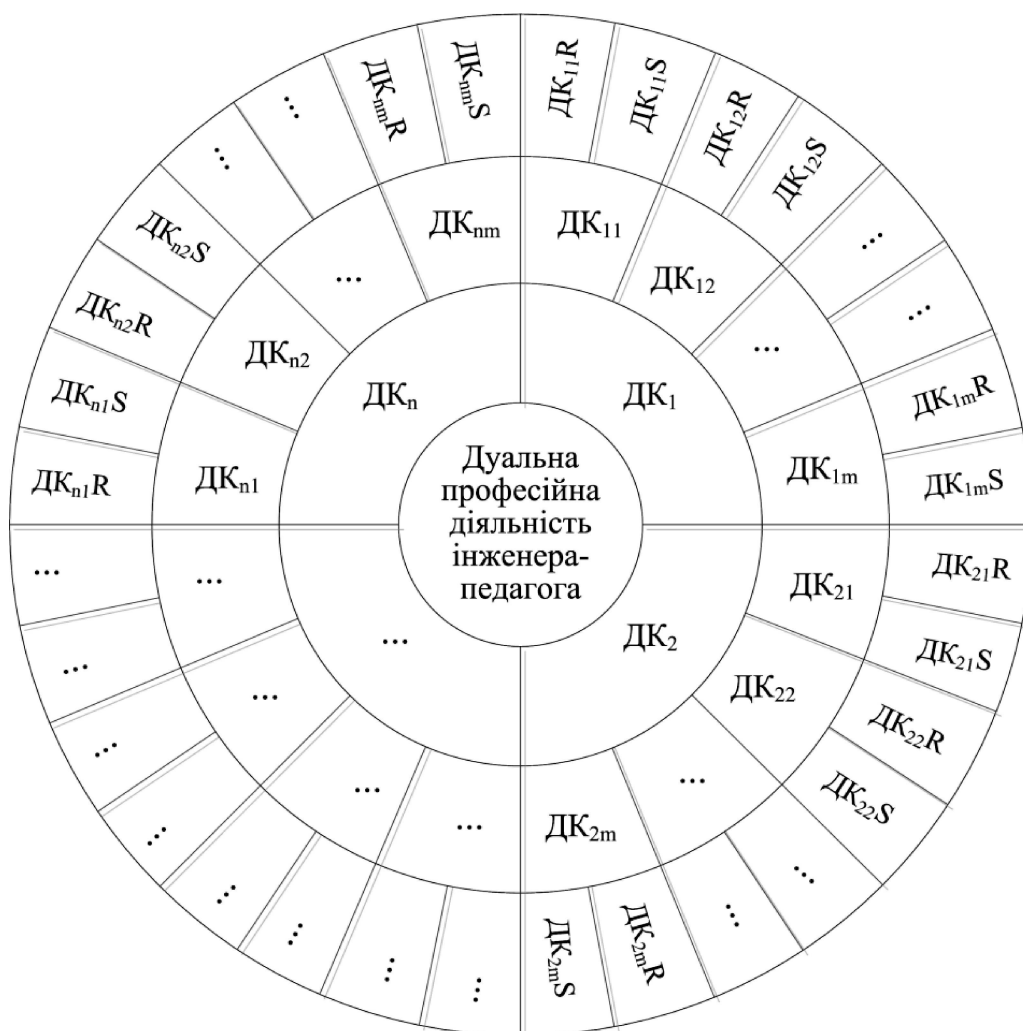 Дуальна
професійна
діяльність
інженера-
педагога
ДК₁
ДК₂
...
ДКₙ
ДК₁₁
ДК₁₂
...
ДК₁ₘ
ДК₂₁
ДК₂₂
...
ДК₂ₘ
...
...
...
...
ДКₙ₁
ДКₙ₂
...
ДКₙₘ
ДК₁₁R
ДК₁₁S
ДК₁₂R
ДК₁₂S
...
...
ДК₁ₘR
ДК₁ₘS
ДК₂₁R
ДК₂₁S
ДК₂₂R
ДК₂₂S
...
...
ДК₂ₘR
ДК₂ₘS
...
...
...
...
...
...
...
...
ДКₙ₁R
ДКₙ₁S
ДКₙ₂R
ДКₙ₂S
...
...
ДКₙₘR
ДКₙₘS